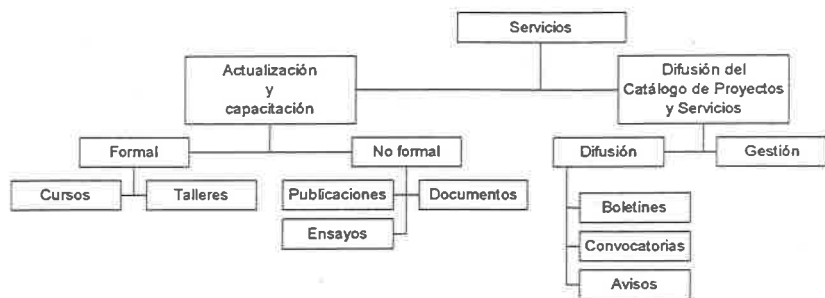 Servicios
Actualización
y
capacitación
Difusión del
Catálogo de Proyectos
y Servicios
Formal
No formal
Difusión
Gestión
Cursos
Talleres
Publicaciones
Documentos
Ensayos
Boletines
Convocatorias
Avisos